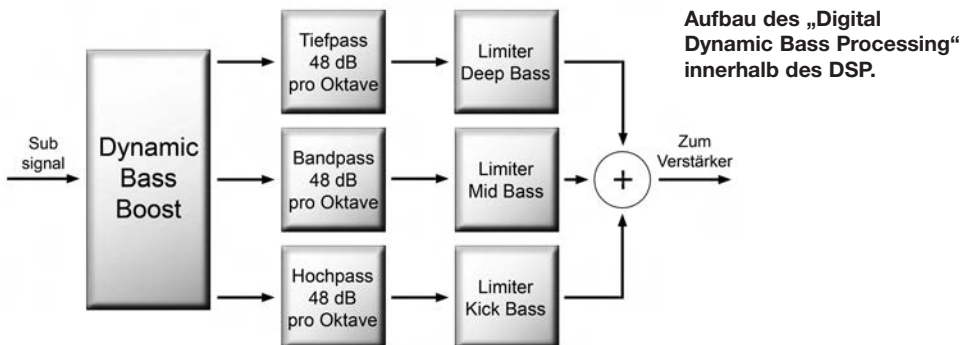 Aufbau des „Digital
Dynamic Bass Processing“
innerhalb des DSP.
Sub
signal
Dynamic
Bass
Boost
Tiefpass
48 dB
pro Oktave
Limiter
Deep Bass
Bandpass
48 dB
pro Oktave
Limiter
Mid Bass
+
Zum
Verstärker
Hochpass
48 dB
pro Oktave
Limiter
Kick Bass